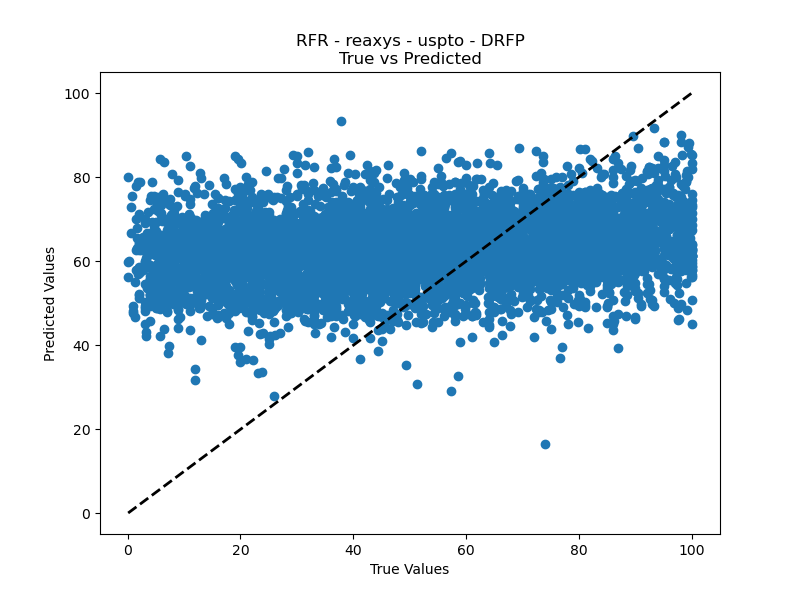 RFR - reaxys - uspto - DRFP
True vs Predicted
100
80
60
40
20
0
Predicted Values
0 20 40 60 80 100
True Values